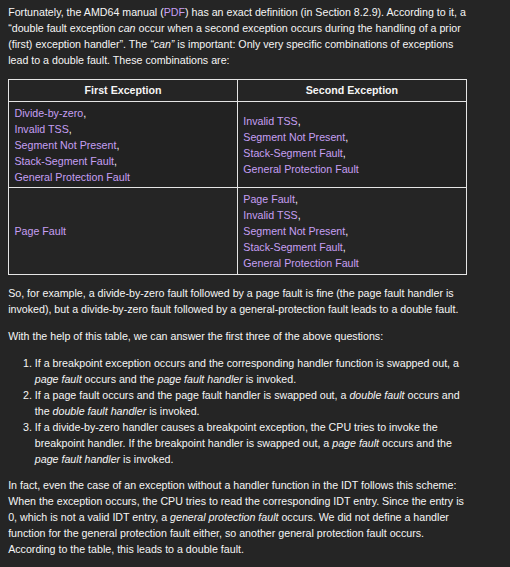 Fortunately, the AMD64 manual (PDF) has an exact definition (in Section 8.2.9). According to it, a
“double fault exception can occur when a second exception occurs during the handling of a prior
(first) exception handler”. The “can” is important: Only very specific combinations of exceptions
lead to a double fault. These combinations are:
First Exception
Second Exception
Divide-by-zero,
Invalid TSS,
Segment Not Present,
Stack-Segment Fault,
General Protection Fault
Invalid TSS,
Segment Not Present,
Stack-Segment Fault,
General Protection Fault
Page Fault
Page Fault,
Invalid TSS,
Segment Not Present,
Stack-Segment Fault,
General Protection Fault
So, for example, a divide-by-zero fault followed by a page fault is fine (the page fault handler is
invoked), but a divide-by-zero fault followed by a general-protection fault leads to a double fault.
With the help of this table, we can answer the first three of the above questions:
1. If a breakpoint exception occurs and the corresponding handler function is swapped out, a
page fault occurs and the page fault handler is invoked.
2. If a page fault occurs and the page fault handler is swapped out, a double fault occurs and
the double fault handler is invoked.
3. If a divide-by-zero handler causes a breakpoint exception, the CPU tries to invoke the
breakpoint handler. If the breakpoint handler is swapped out, a page fault occurs and the
page fault handler is invoked.
In fact, even the case of an exception without a handler function in the IDT follows this scheme:
When the exception occurs, the CPU tries to read the corresponding IDT entry. Since the entry is
0, which is not a valid IDT entry, a general protection fault occurs. We did not define a handler
function for the general protection fault either, so another general protection fault occurs.
According to the table, this leads to a double fault.